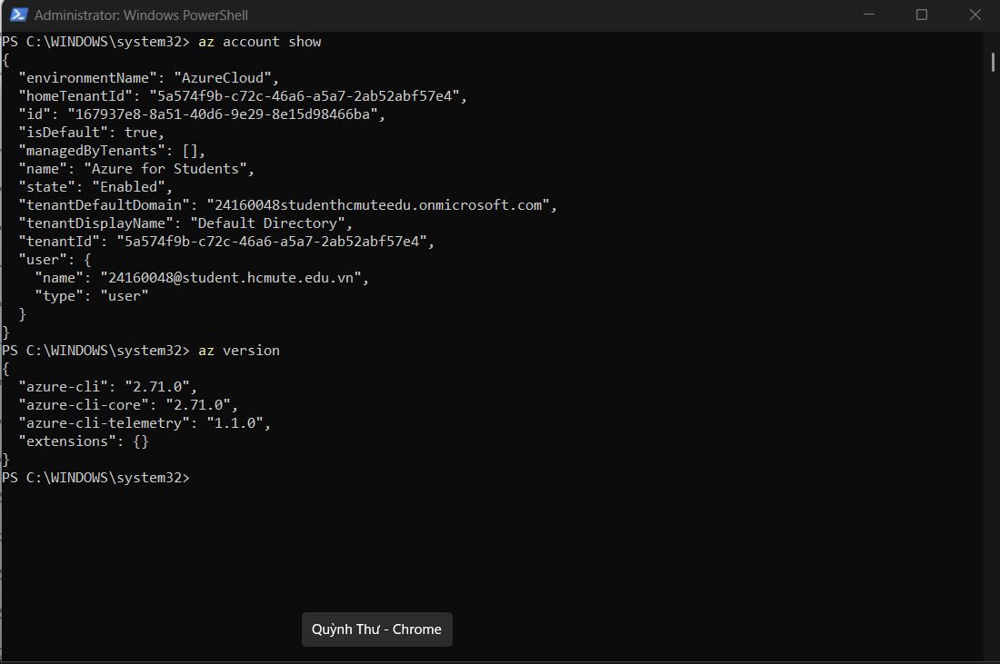 Administrator: Windows PowerShell
PS C:\WINDOWS\system32> az account show
{
  "environmentName": "AzureCloud",
  "homeTenantId": "5a574f9b-c72c-46a6-a5a7-2ab52abf57e4",
  "id": "167937e8-8a51-40d6-9e29-8e15d98466ba",
  "isDefault": true,
  "managedByTenants": [],
  "name": "Azure for Students",
  "state": "Enabled",
  "tenantDefaultDomain": "24160048studenthcmuteedu.onmicrosoft.com",
  "tenantDisplayName": "Default Directory",
  "tenantId": "5a574f9b-c72c-46a6-a5a7-2ab52abf57e4",
  "user": {
    "name": "24160048@student.hcmute.edu.vn",
    "type": "user"
  }
}
PS C:\WINDOWS\system32> az version
{
  "azure-cli": "2.71.0",
  "azure-cli-core": "2.71.0",
  "azure-cli-telemetry": "1.1.0",
  "extensions": {}
}
PS C:\WINDOWS\system32>
Quỳnh Thư - Chrome